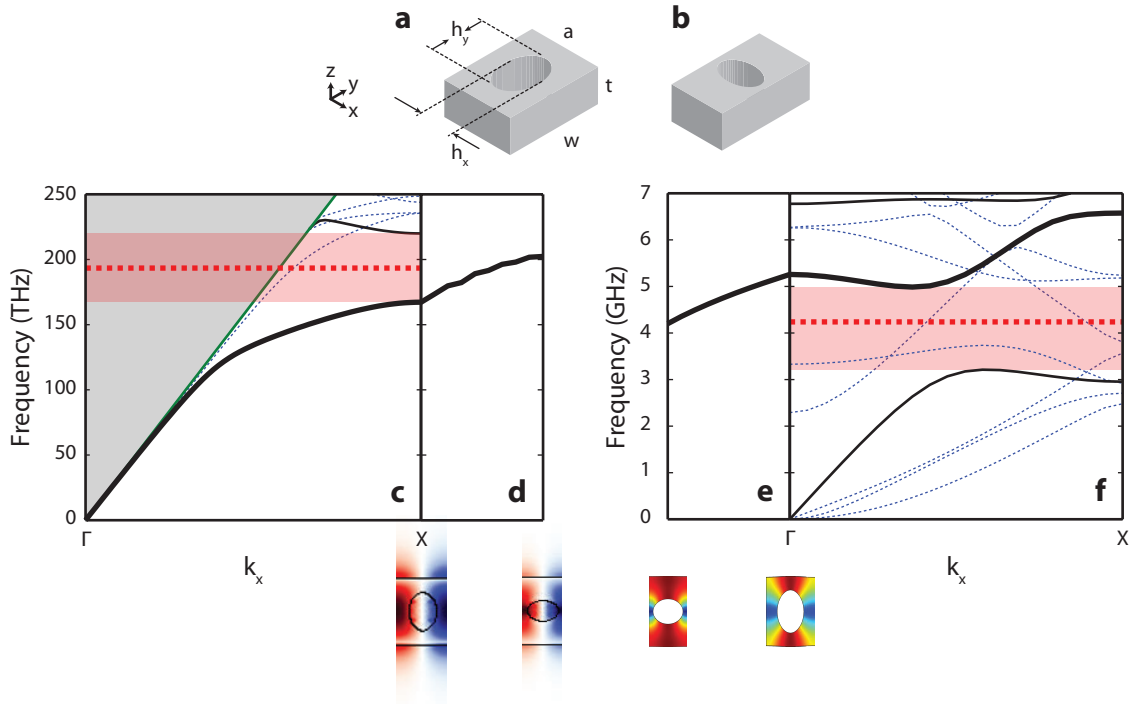 a
b
h_y
a
z
y
x
t
h_x
w
250
200
150
100
50
0
Frequency (THz)
c
d
Γ
X
k_x
7
6
5
4
3
2
1
0
Frequency (GHz)
e
f
Γ
X
k_x